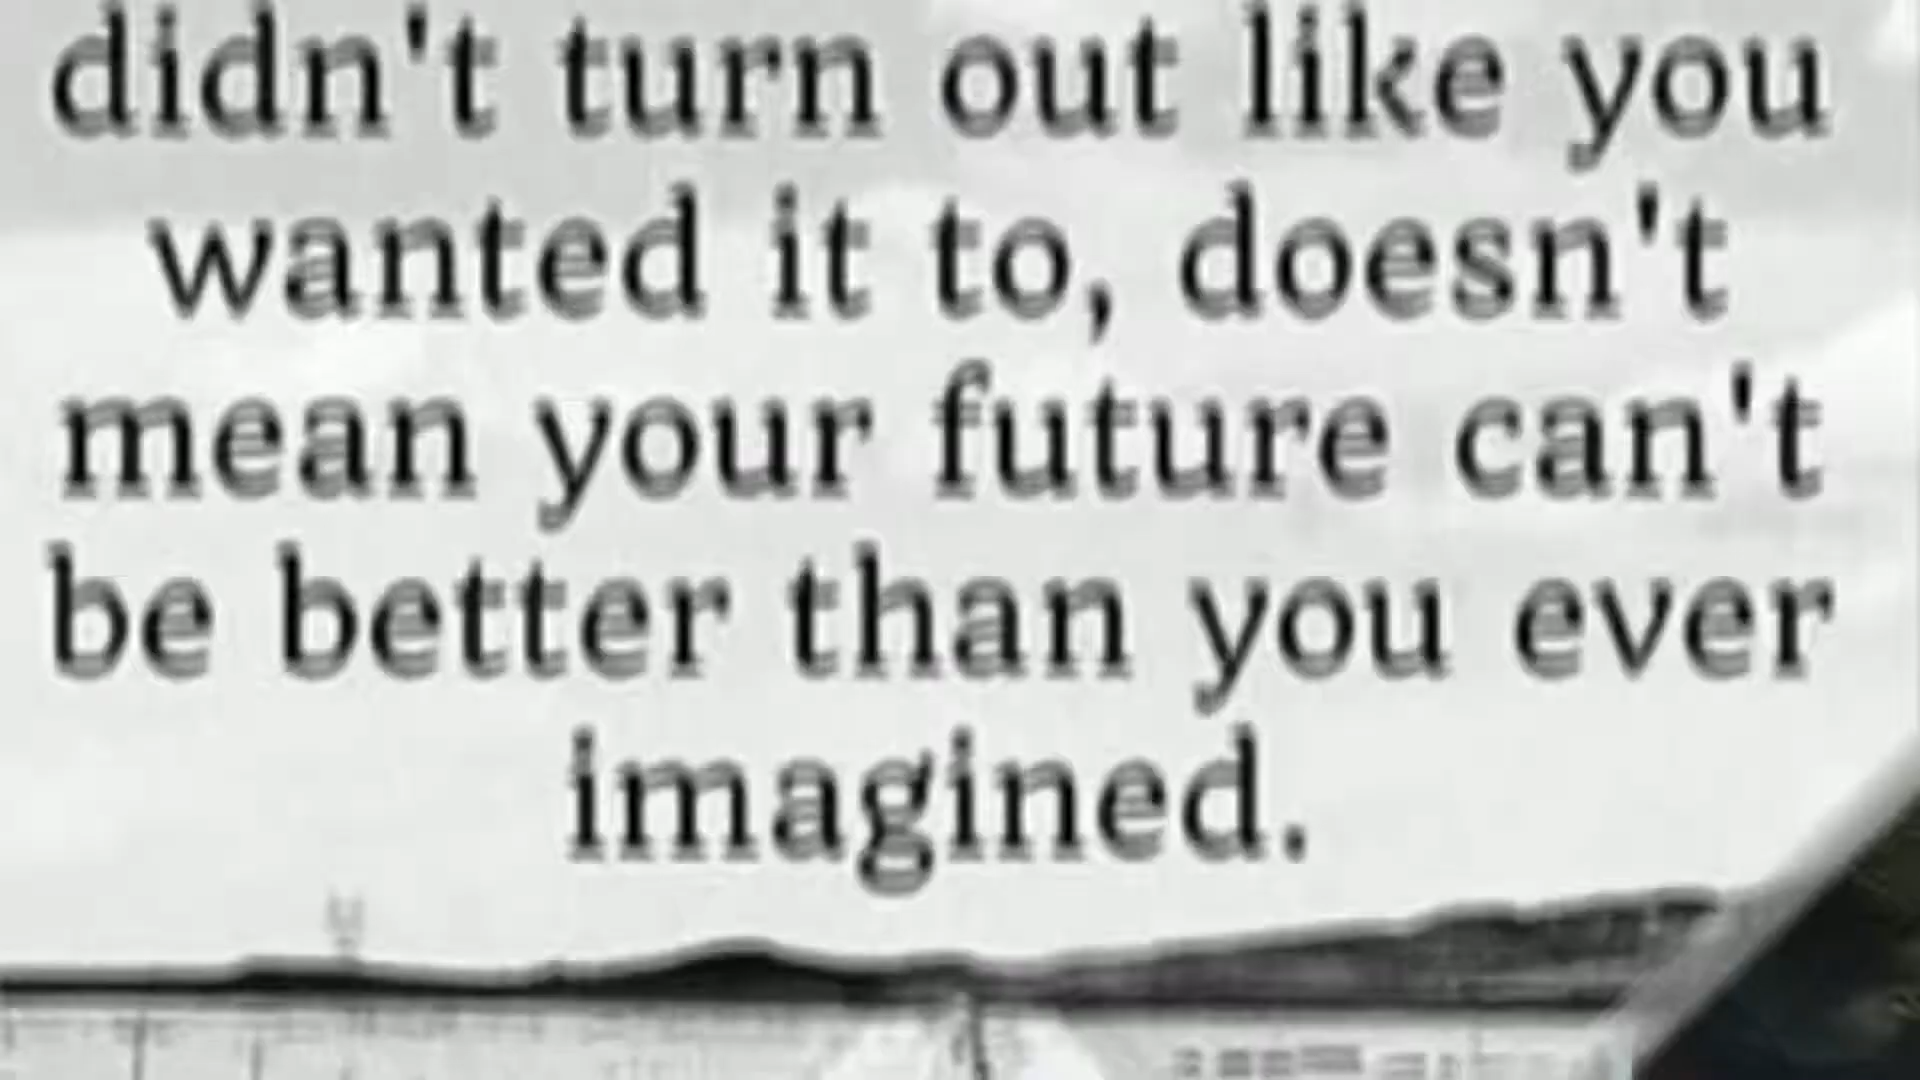 didn't turn out like you
wanted it to, doesn't
mean your future can't
be better than you ever
imagined.